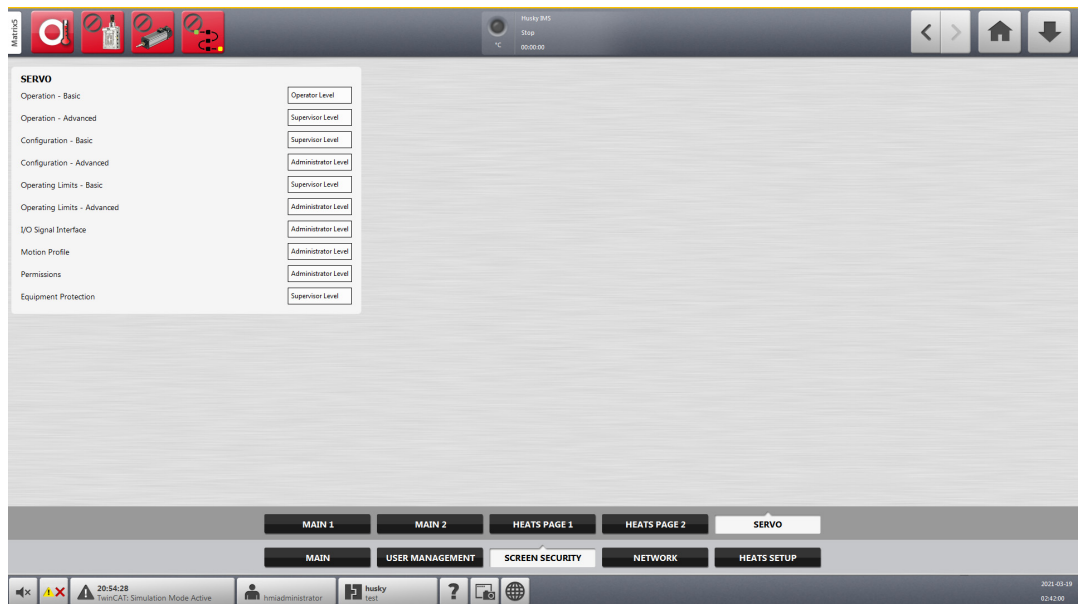 Matrix5
Husky IMS
Stop
°C 00:00:00
SERVO
Operation - Basic Operator Level
Operation - Advanced Supervisor Level
Configuration - Basic Supervisor Level
Configuration - Advanced Administrator Level
Operating Limits - Basic Supervisor Level
Operating Limits - Advanced Administrator Level
I/O Signal Interface Administrator Level
Motion Profile Administrator Level
Permissions Administrator Level
Equipment Protection Supervisor Level
MAIN 1 MAIN 2 HEATS PAGE 1 HEATS PAGE 2 SERVO
MAIN USER MANAGEMENT SCREEN SECURITY NETWORK HEATS SETUP
20:54:28 husky 2021-03-19
TwinCAT: Simulation Mode Active hmiadministrator test ? 02:42:00